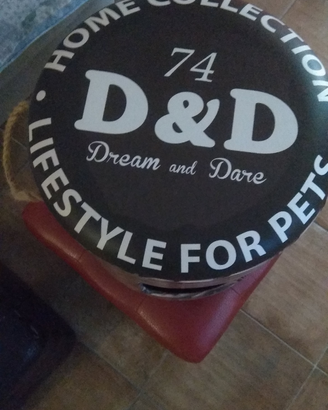 HOME COLLECTION
74
D&D
Dream and Dare
• LIFESTYLE FOR PETS